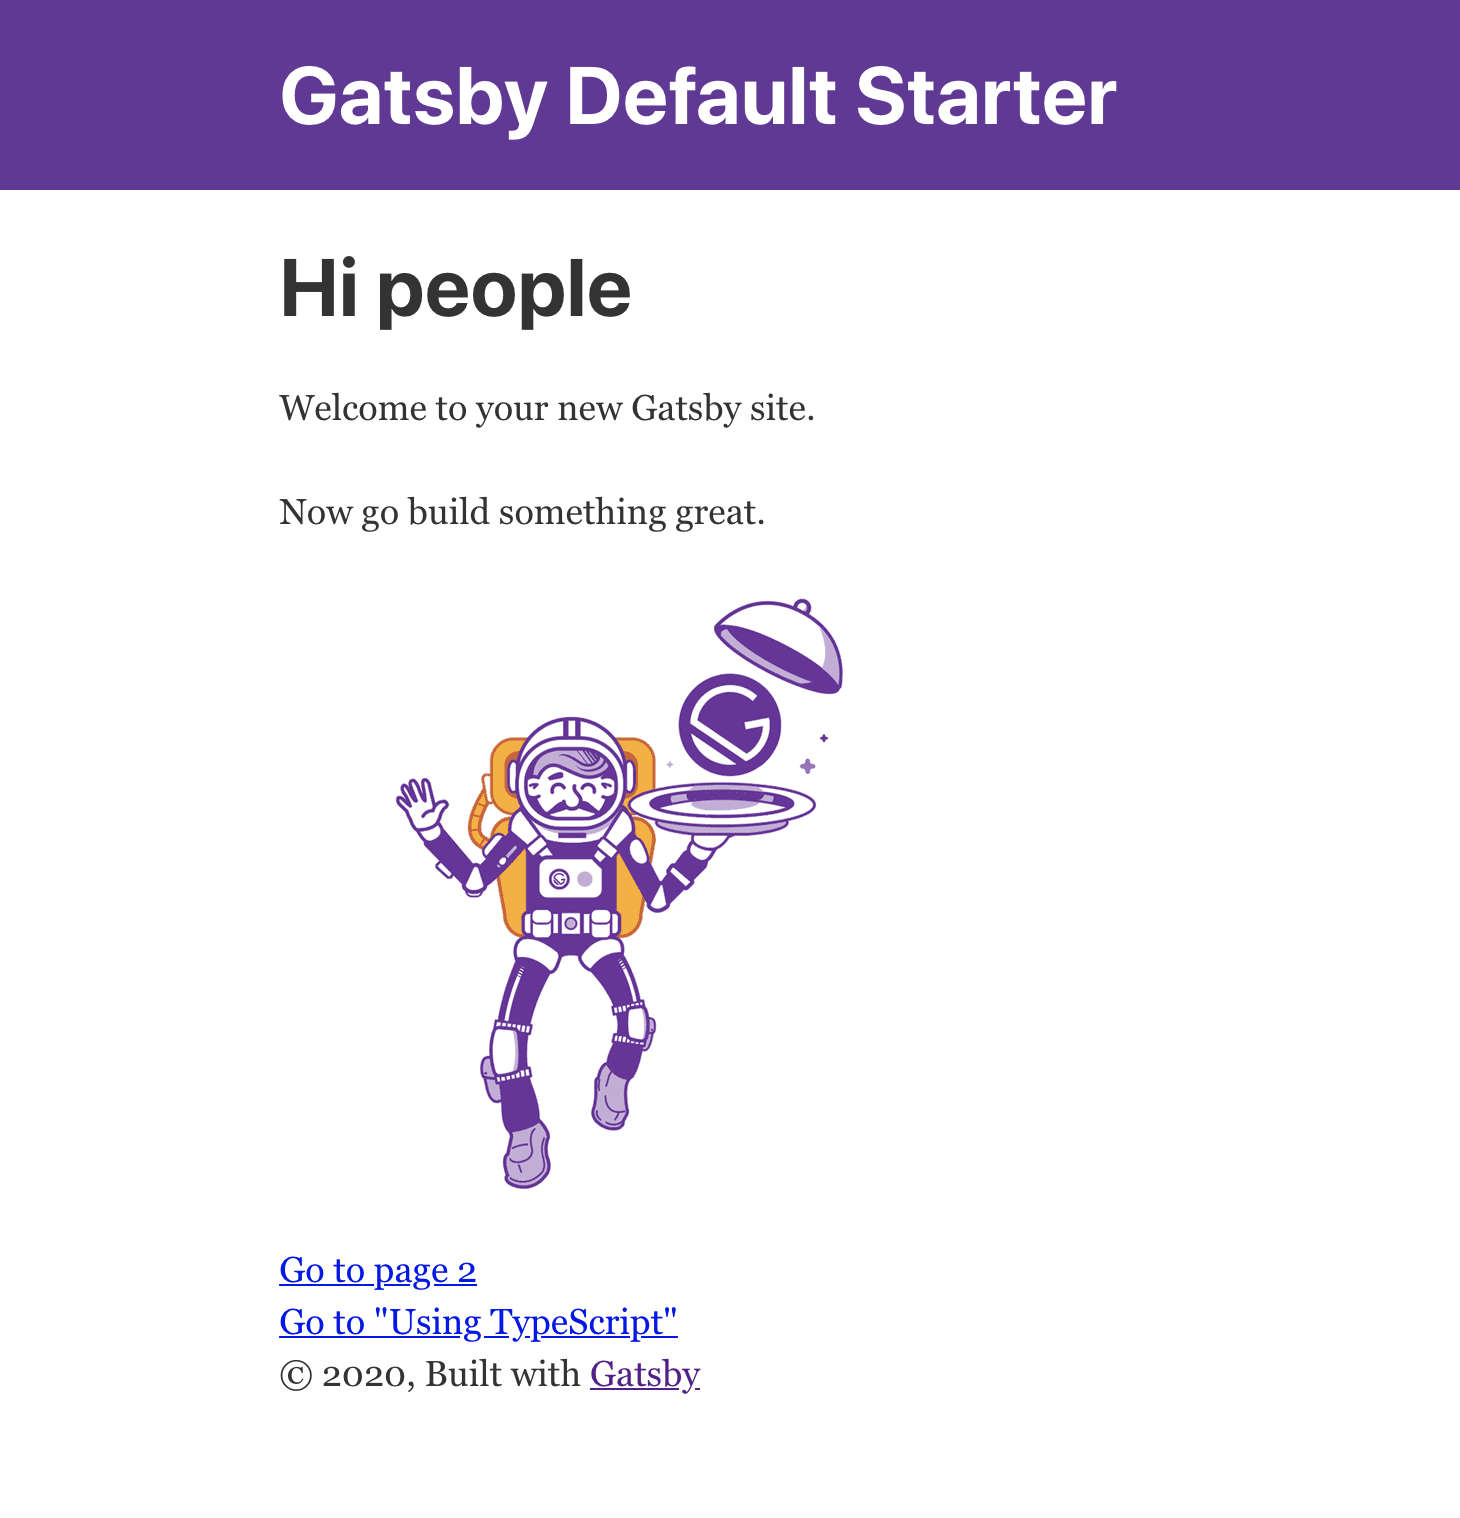 Gatsby Default Starter
Hi people
Welcome to your new Gatsby site.
Now go build something great.
Go to page 2
Go to "Using TypeScript"
© 2020, Built with Gatsby